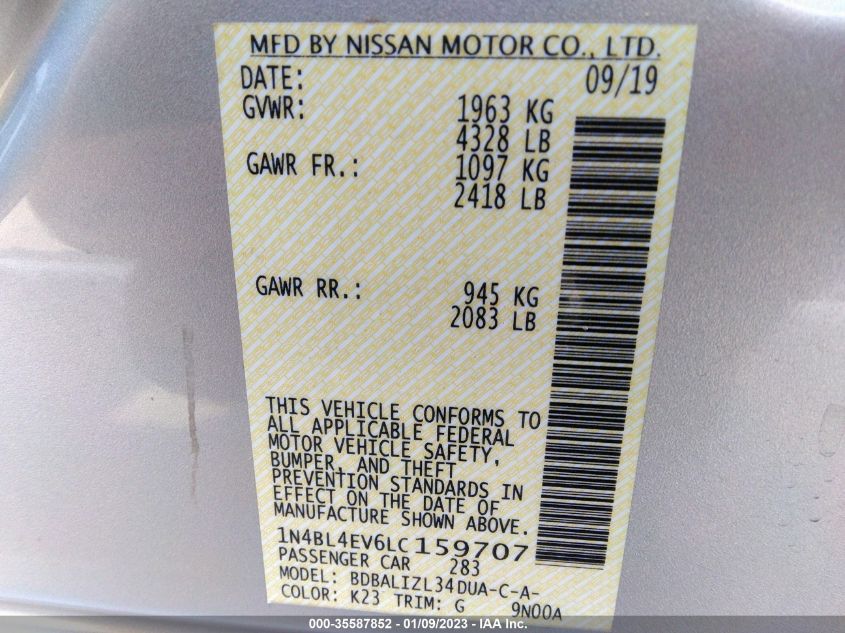 MFD BY NISSAN MOTOR CO., LTD.
DATE: 09/19
GVWR: 1963 KG
4328 LB
GAWR FR.: 1097 KG
2418 LB
GAWR RR.: 945 KG
2083 LB
THIS VEHICLE CONFORMS TO
ALL APPLICABLE FEDERAL
MOTOR VEHICLE SAFETY,
BUMPER, AND THEFT
PREVENTION STANDARDS IN
EFFECT ON THE DATE OF
MANUFACTURE SHOWN ABOVE.
1N4BL4EV6LC159707
PASSENGER CAR 283
MODEL: BDBALIZL34DUA-C-A-
COLOR: K23 TRIM: G 9N00A
000-35587852 - 01/09/2023 - IAA Inc.